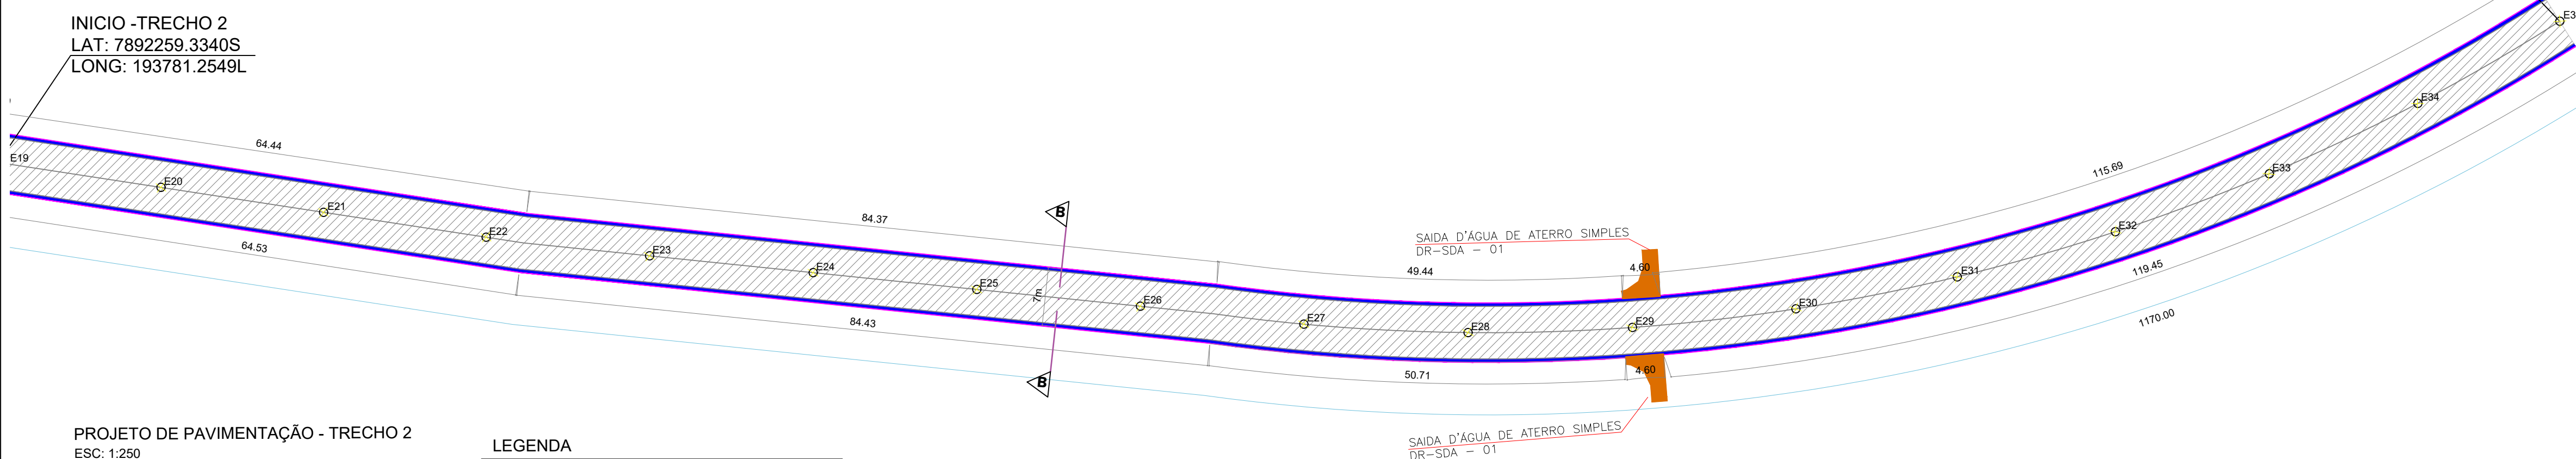 INICIO -TRECHO 2
LAT: 7892259.3340S
LONG: 193781.2549L
64.44
E19
E20
E21
E22
64.53
84.37
E23
E24
E25
7m
E26
84.43
B
B
SAIDA D'ÁGUA DE ATERRO SIMPLES
DR-SDA - 01
49.44
4.60
E27
E28
E29
50.71
4.60
SAIDA D'ÁGUA DE ATERRO SIMPLES
DR-SDA - 01
115.69
E30
E31
E32
E33
E34
119.45
1170.00
PROJETO DE PAVIMENTAÇÃO - TRECHO 2
ESC: 1:250
LEGENDA